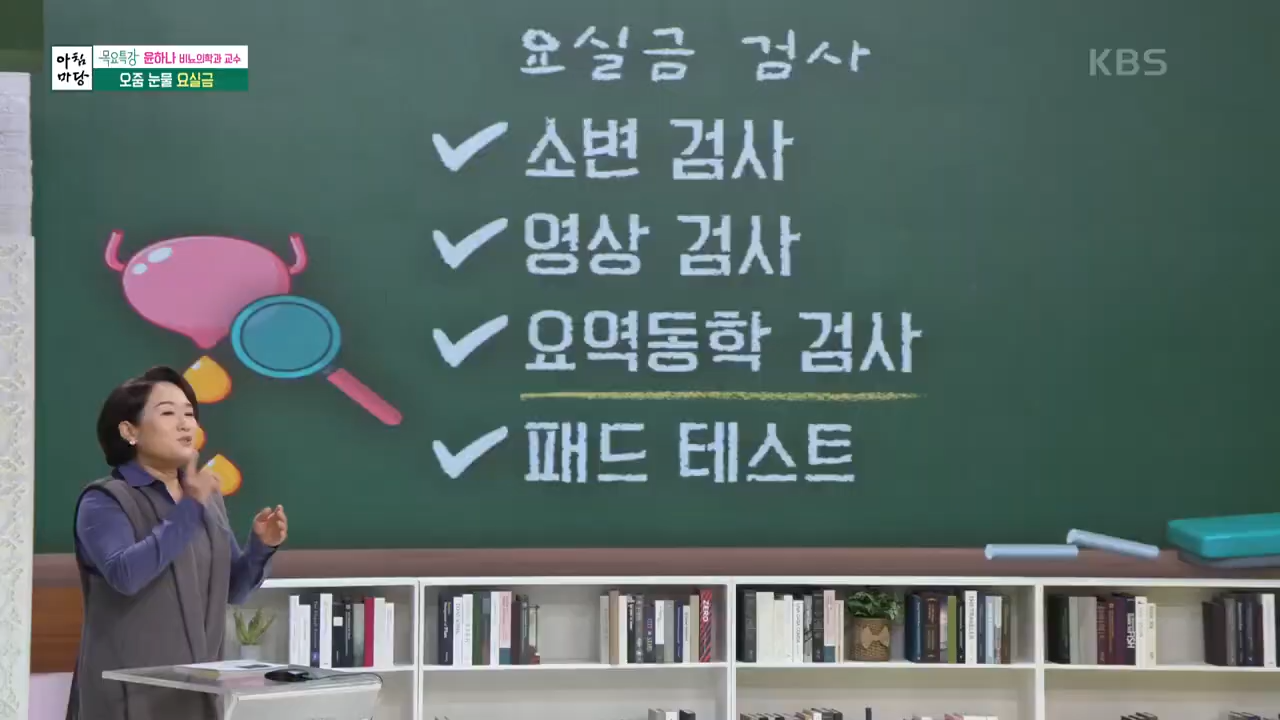 아침마당
목요특강 윤하나 비뇨의학과 교수
오줌 눈물 요실금
KBS
요실금 검사
✔ 소변 검사
✔ 영상 검사
✔ 요역동학 검사
✔ 패드 테스트
ZERO